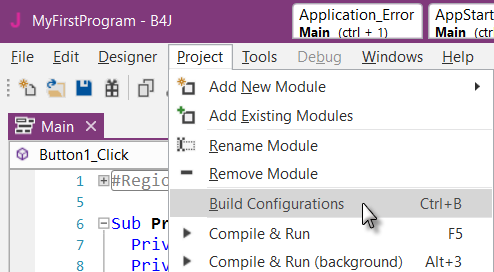 J MyFirstProgram - B4J
Application_Error
Main (ctrl + 1)
AppStart
Main (ctrl
File Edit Designer Project Tools Debug Windows Help
Add New Module
Add Existing Modules
Rename Module
Remove Module
Build Configurations Ctrl+B
Compile & Run F5
Compile & Run (background) Alt+3
Main ×
Button1_Click
1 #Regio
5
6 Sub Pr
7 Priv
8 Priv